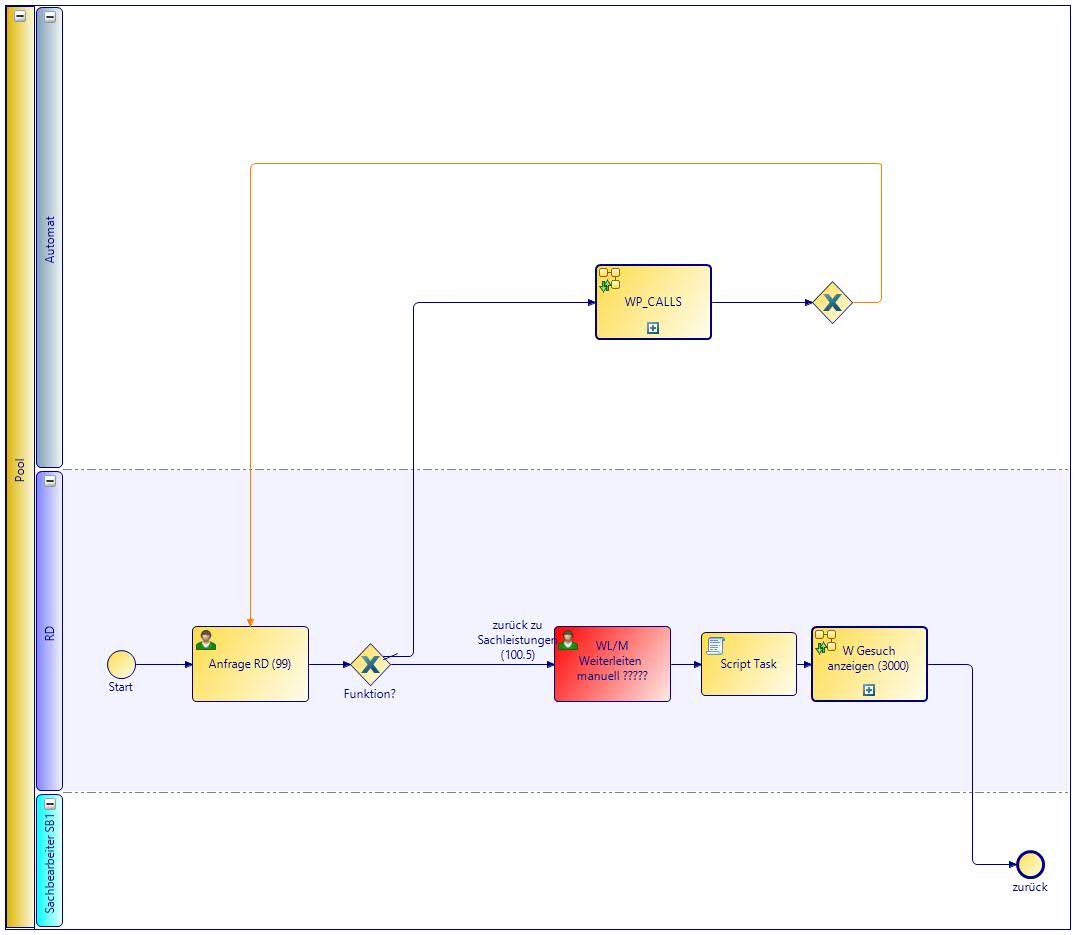 Pool
Automat
WP_CALLS
RD
Start
Anfrage RD (99)
Funktion?
zurück zu
Sachleistungen
(100.5)
WL/M
Weiterleiten
manuell ?????
Script Task
W Gesuch
anzeigen (3000)
Sachbearbeiter SB1
zurück